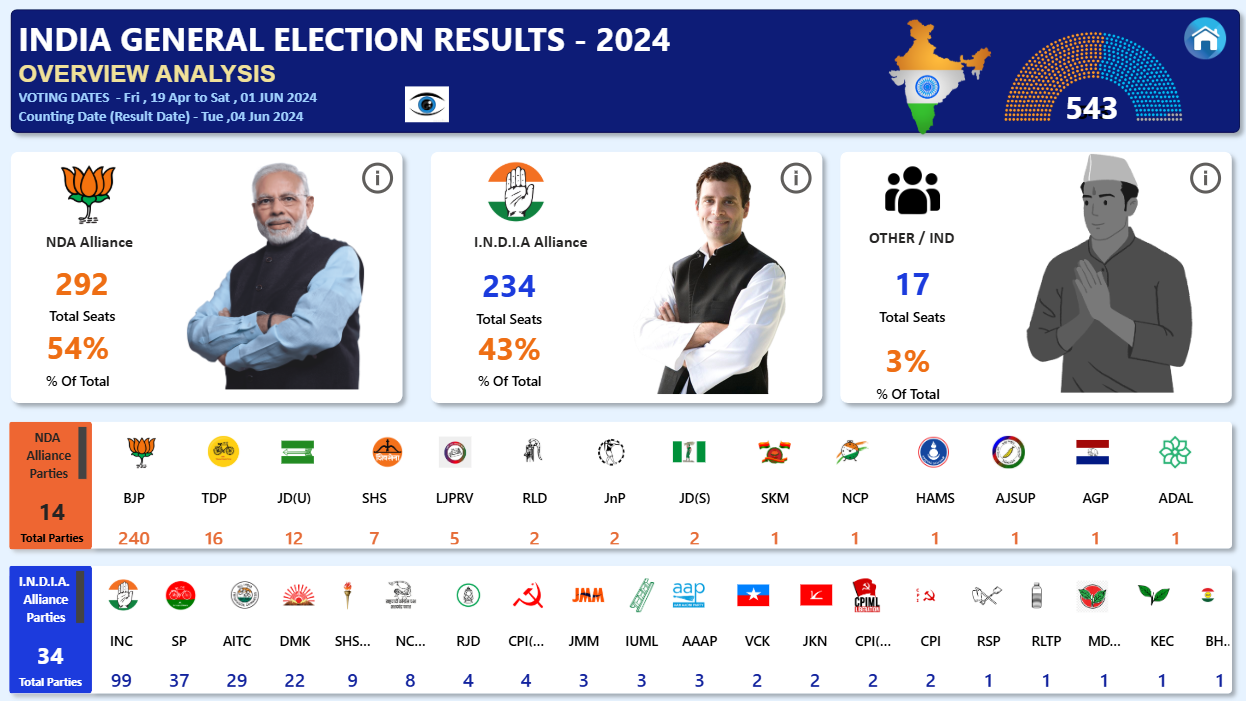 INDIA GENERAL ELECTION RESULTS - 2024
OVERVIEW ANALYSIS
VOTING DATES - Fri , 19 Apr to Sat , 01 JUN 2024
Counting Date (Result Date) - Tue ,04 Jun 2024
543
NDA Alliance
292
Total Seats
54%
% Of Total
I.N.D.I.A Alliance
234
Total Seats
43%
% Of Total
OTHER / IND
17
Total Seats
3%
% Of Total
NDA
Alliance
Parties
14
Total Parties
BJP TDP JD(U) SHS LJPRV RLD JnP JD(S) SKM NCP HAMS AJSUP AGP ADAL
240 16 12 7 5 2 2 2 1 1 1 1 1 1
I.N.D.I.A.
Alliance
Parties
34
Total Parties
JMM aap CPIML
INC SP AITC DMK SHS... NC... RJD CPI(... JMM IUML AAAP VCK JKN CPI(... CPI RSP RLTP MD... KEC BH..
99 37 29 22 9 8 4 4 3 3 3 2 2 2 2 1 1 1 1 1